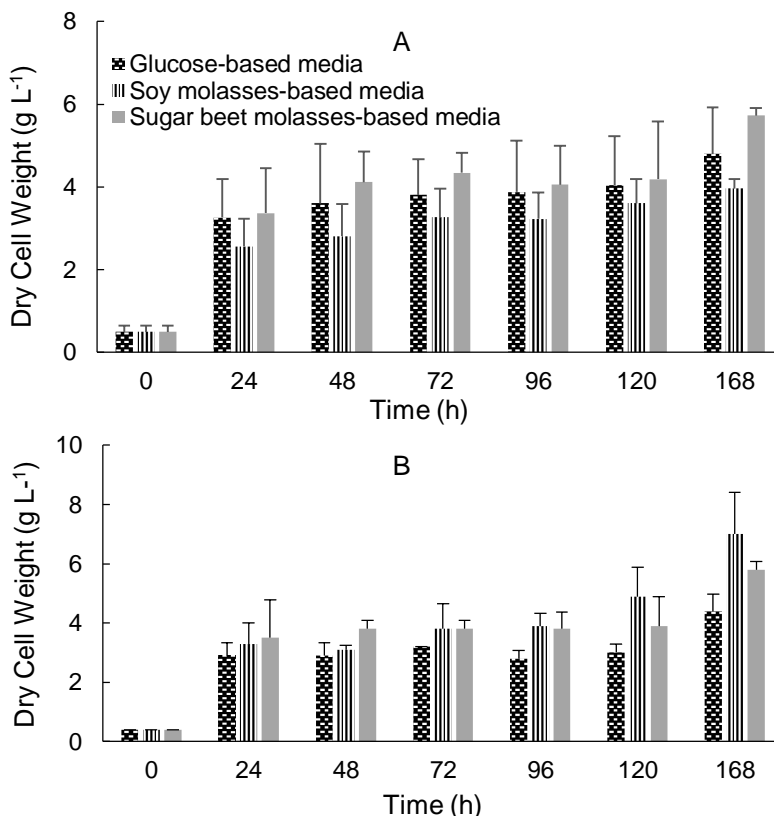 8
A
Glucose-based media
Soy molasses-based media
Sugar beet molasses-based media
6
4
2
0
Dry Cell Weight (g L⁻¹)
0 24 48 72 96 120 168
Time (h)
10
B
8
6
4
2
0
Dry Cell Weight (g L-¹)
0 24 48 72 96 120 168
Time (h)